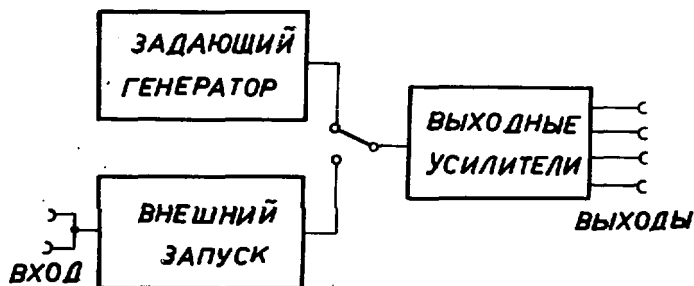 ЗАДАЮЩИЙ
ГЕНЕРАТОР
ВЫХОДНЫЕ
УСИЛИТЕЛИ
ВЫХОДЫ
ВНЕШНИЙ
ЗАПУСК
ВХОД